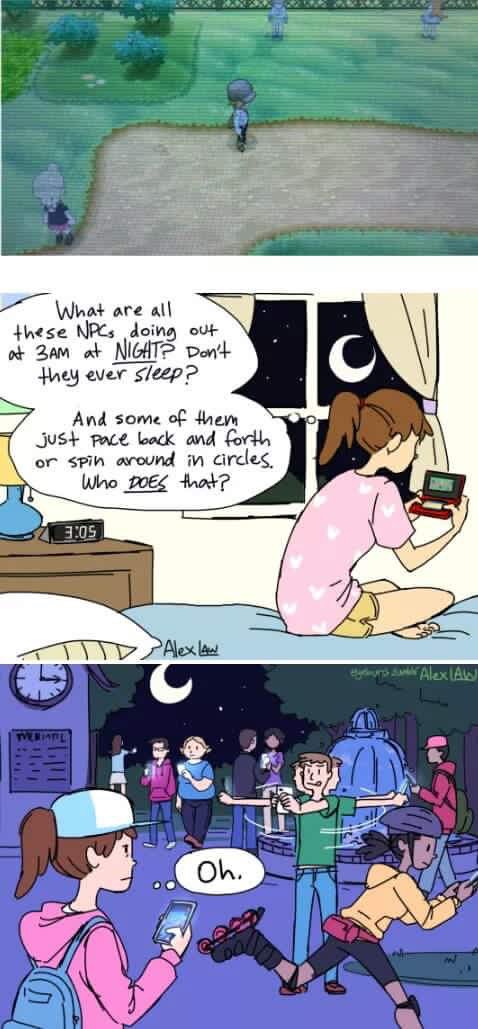 What are all
these NPCs doing out
at 3AM at NIGHT? Don't
they ever sleep?
And some of them
just pace back and forth
or spin around in circles.
Who DOES that?
3:05
Alex Law
Alex Law
Oh.